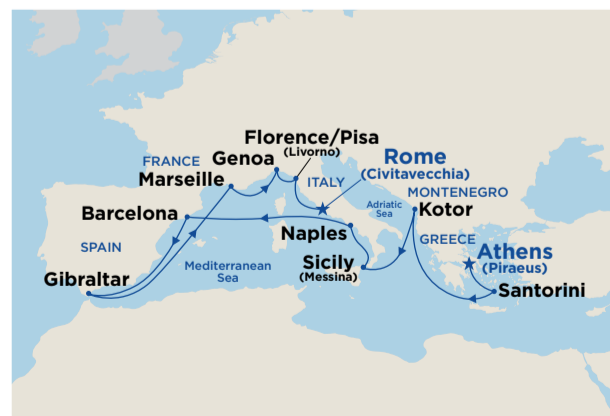 Florence/Pisa
(Livorno)
FRANCE
Genoa
Marseille
ITALY
Rome
(Civitavecchia)
MONTENEGRO
Adriatic
Sea
Kotor
Barcelona
Naples
GREECE
SPAIN
Sicily
(Messina)
Athens
(Piraeus)
Mediterranean
Sea
Gibraltar
Santorini